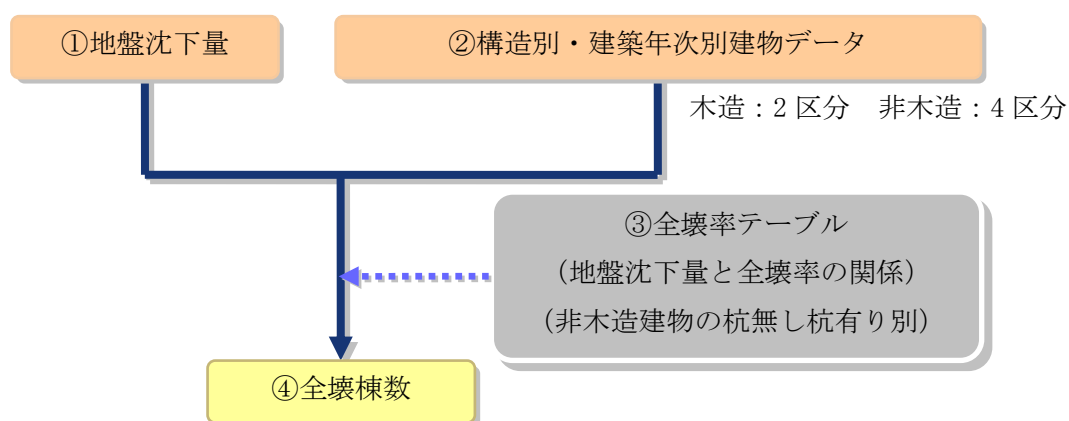 ①地盤沈下量
②構造別・建築年次別建物データ
木造：2 区分　非木造：4 区分
③全壊率テーブル
（地盤沈下量と全壊率の関係）
（非木造建物の杭無し杭有り別）
④全壊棟数